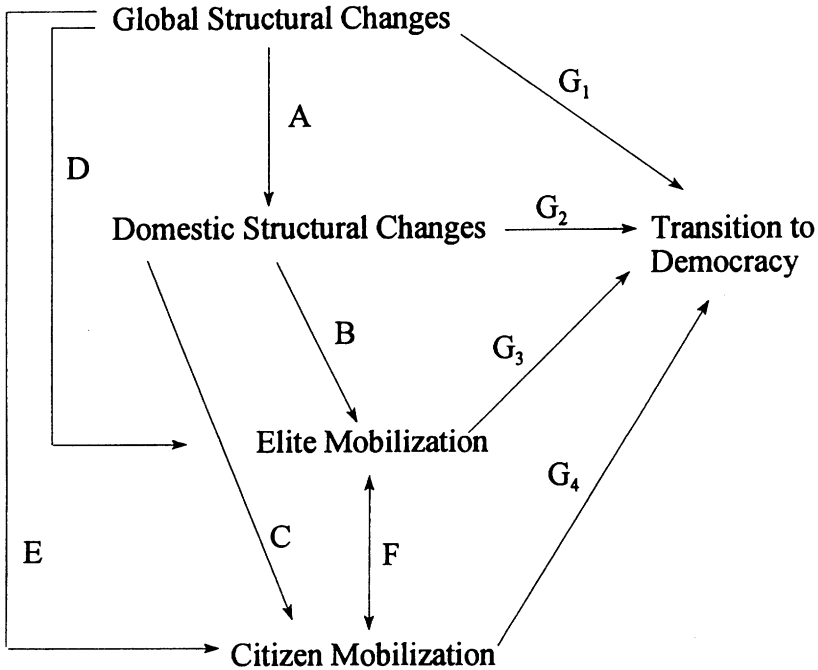 Global Structural Changes
G₁
A
D
Domestic Structural Changes
G₂
Transition to
Democracy
B
G₃
Elite Mobilization
G₄
C
F
E
Citizen Mobilization